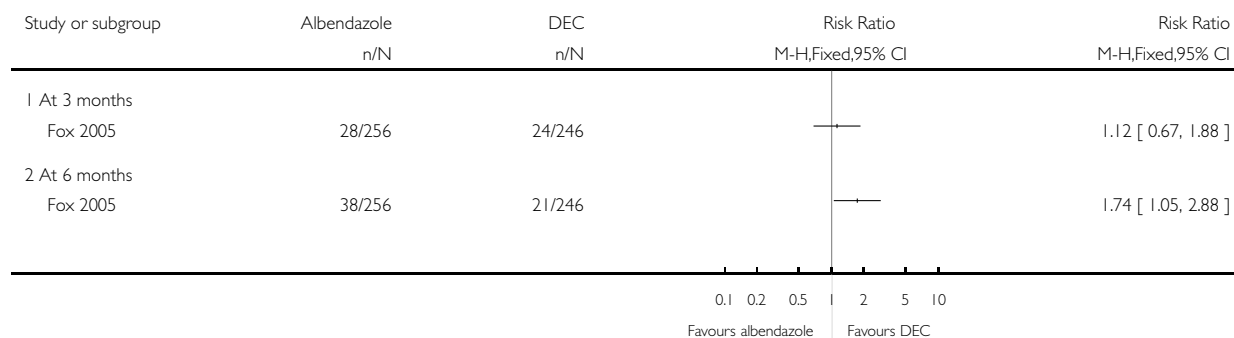 Study or subgroup Albendazole DEC Risk Ratio Risk Ratio
n/N n/N M-H,Fixed,95% CI M-H,Fixed,95% CI
1 At 3 months
Fox 2005 28/256 24/246 1.12 [ 0.67, 1.88 ]
2 At 6 months
Fox 2005 38/256 21/246 1.74 [ 1.05, 2.88 ]
0.1 0.2 0.5 1 2 5 10
Favours albendazole Favours DEC